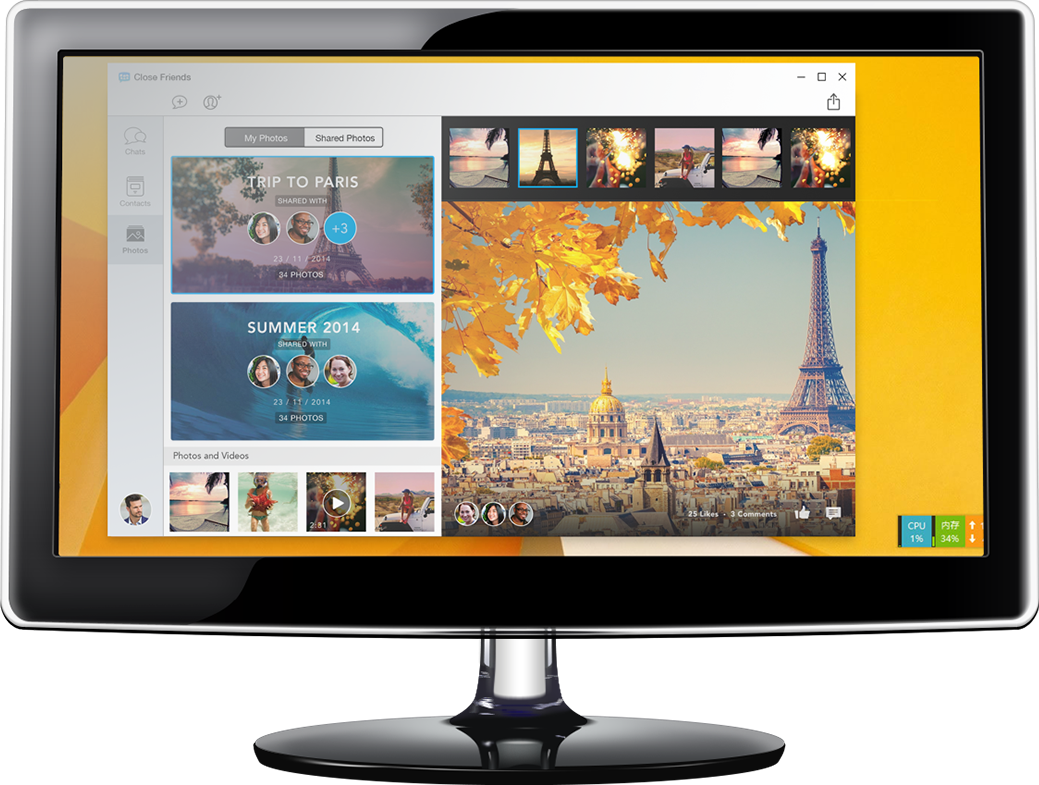 Close Friends
Chats
Contacts
Photos
My Photos
Shared Photos
TRIP TO PARIS
SHARED WITH
+3
23 / 11 / 2014
34 PHOTOS
SUMMER 2014
SHARED WITH
23 / 11 / 2014
34 PHOTOS
Photos and Videos
2:81
25 Likes • 3 Comments
CPU
1%
内存
34%